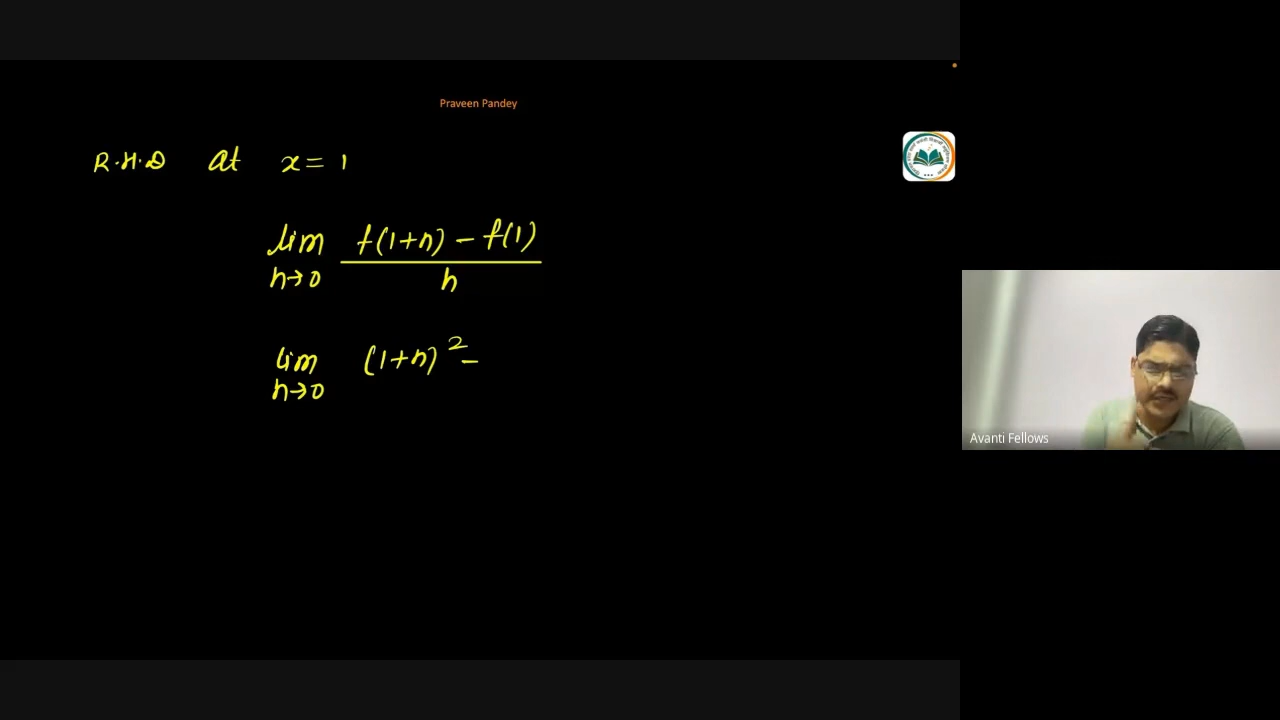 Praveen Pandey
R.H.D at x = 1
lim f(1+h) - f(1)
h→0 h
lim (1+h)² -
h→0
Avanti Fellows